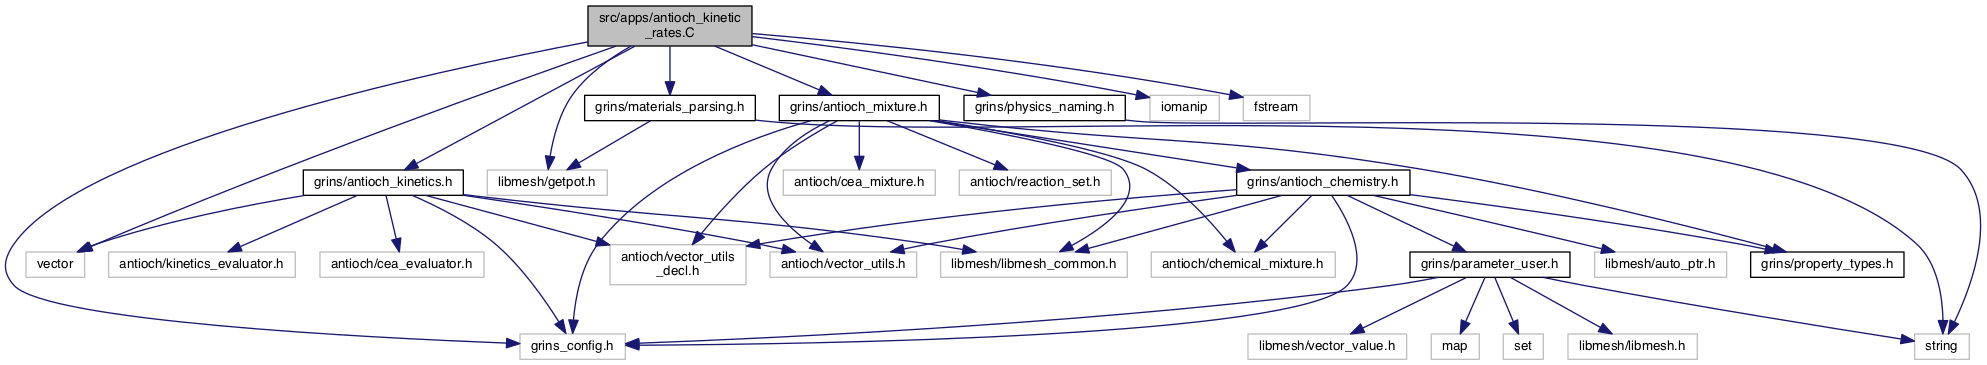 src/apps/antioch_kinetic
_rates.C
grins/materials_parsing.h
grins/antioch_mixture.h
grins/physics_naming.h
iomanip
fstream
grins/antioch_kinetics.h
libmesh/getpot.h
antioch/cea_mixture.h
antioch/reaction_set.h
grins/antioch_chemistry.h
vector
antioch/kinetics_evaluator.h
antioch/cea_evaluator.h
antioch/vector_utils
_decl.h
antioch/vector_utils.h
libmesh/libmesh_common.h
antioch/chemical_mixture.h
grins/parameter_user.h
libmesh/auto_ptr.h
grins/property_types.h
grins_config.h
libmesh/vector_value.h
map
set
libmesh/libmesh.h
string